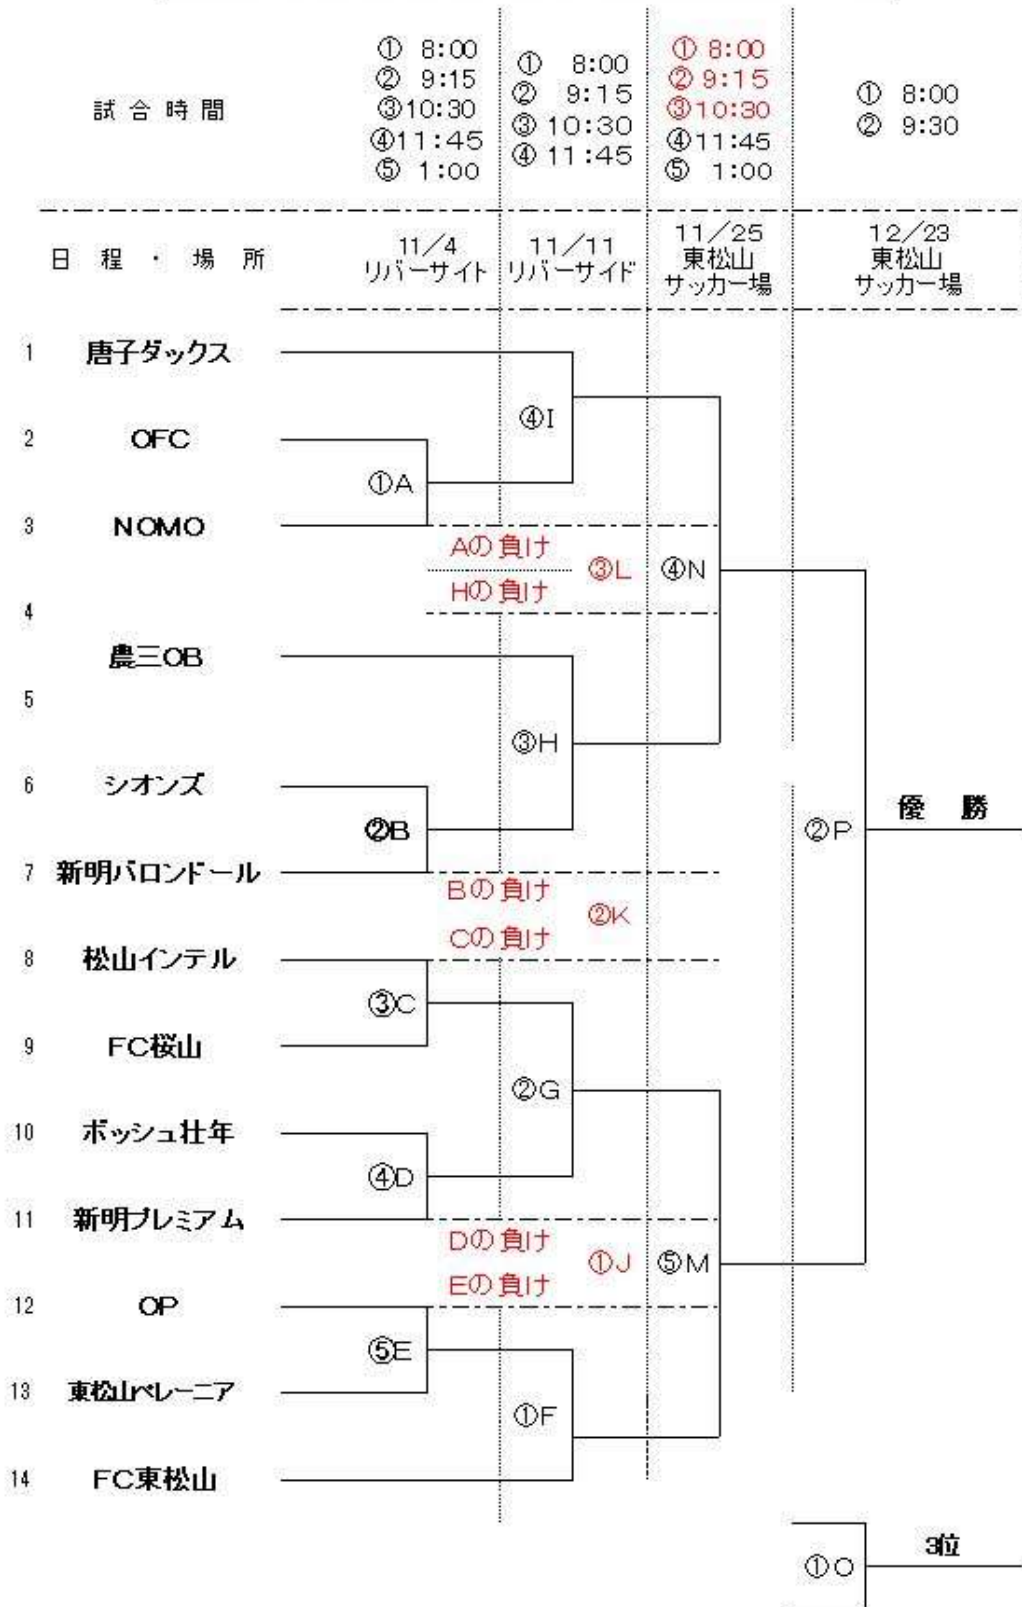 試合時間
① 8:00
② 9:15
③10:30
④11:45
⑤ 1:00
① 8:00
② 9:15
③ 10:30
④ 11:45
① 8:00
② 9:15
③10:30
④11:45
⑤ 1:00
① 8:00
② 9:30
日程・場所
11/4
リバーサイト
11/11
リバーサイド
11/25
東松山
サッカー場
12/23
東松山
サッカー場
1 唐子ダックス
④I
2 OFC
①A
3 NOMO
Aの負け
③L
④N
Hの負け
4
農三OB
5
③H
6 シオンズ
②B
②P
優勝
7 新明バロンドール
Bの負け
②K
Cの負け
8 松山インテル
③C
9 FC桜山
②G
10 ボッシュ壮年
④D
11 新明プレミアム
Dの負け
①J
⑤M
Eの負け
12 OP
⑤E
13 東松山ペレーニア
①F
14 FC東松山
①O
3位